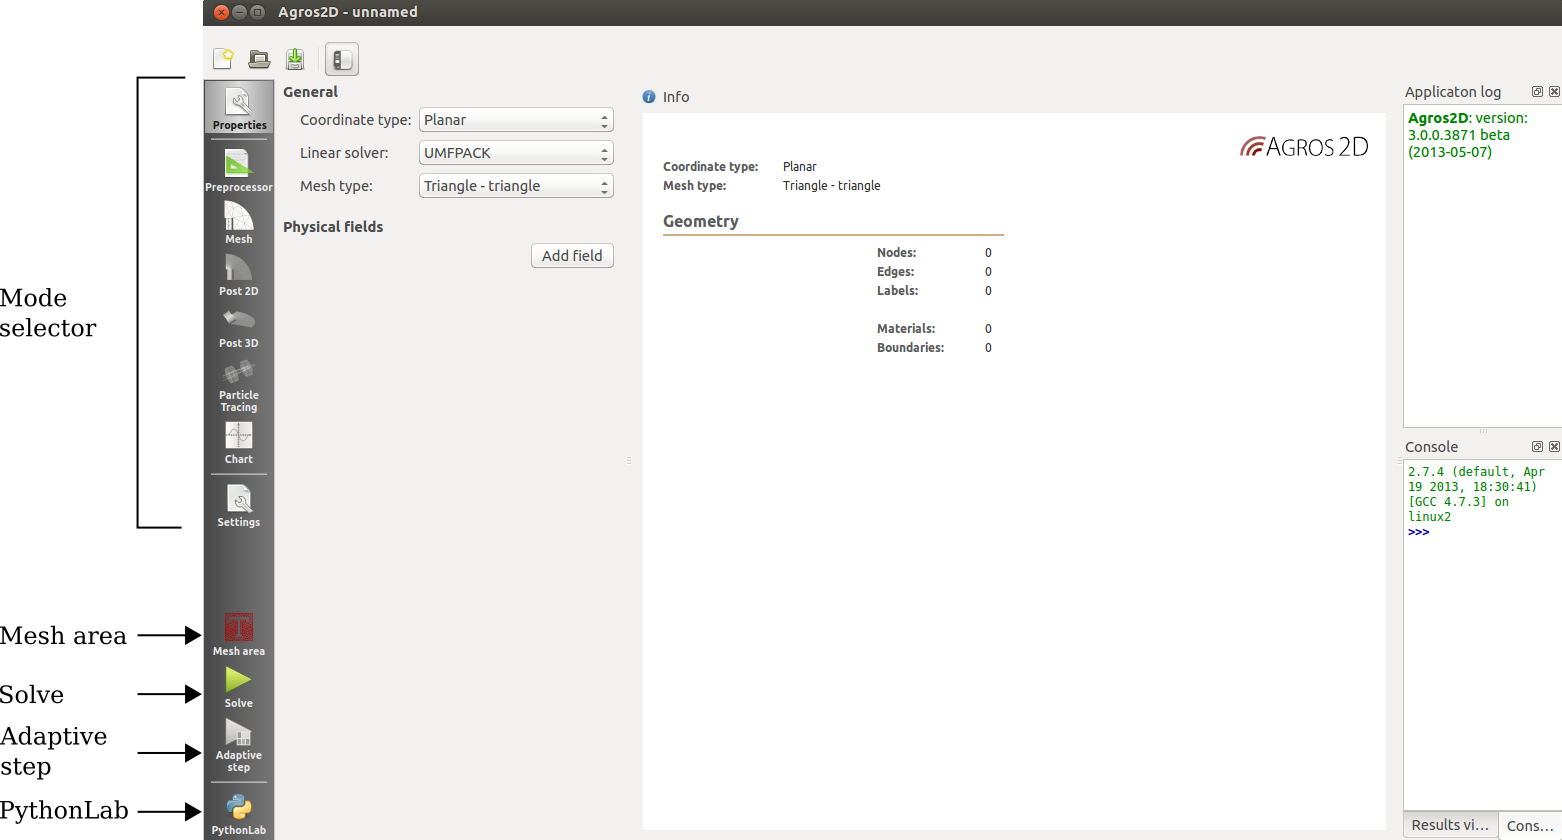 Agros2D - unnamed
Mode
selector
Mesh area
Solve
Adaptive
step
PythonLab
Properties
Preprocessor
Mesh
Post 2D
Post 3D
Particle
Tracing
Chart
Settings
Mesh area
Solve
Adaptive
step
PythonLab
General
Coordinate type: Planar
Linear solver: UMFPACK
Mesh type: Triangle - triangle
Physical fields
Add field
Info
AGROS 2D
Coordinate type: Planar
Mesh type: Triangle - triangle
Geometry
Nodes: 0
Edges: 0
Labels: 0
Materials: 0
Boundaries: 0
Applicaton log
Agros2D: version:
3.0.0.3871 beta
(2013-05-07)
Console
2.7.4 (default, Apr
19 2013, 18:30:41)
[GCC 4.7.3] on
linux2
>>>
Results vi... Cons...